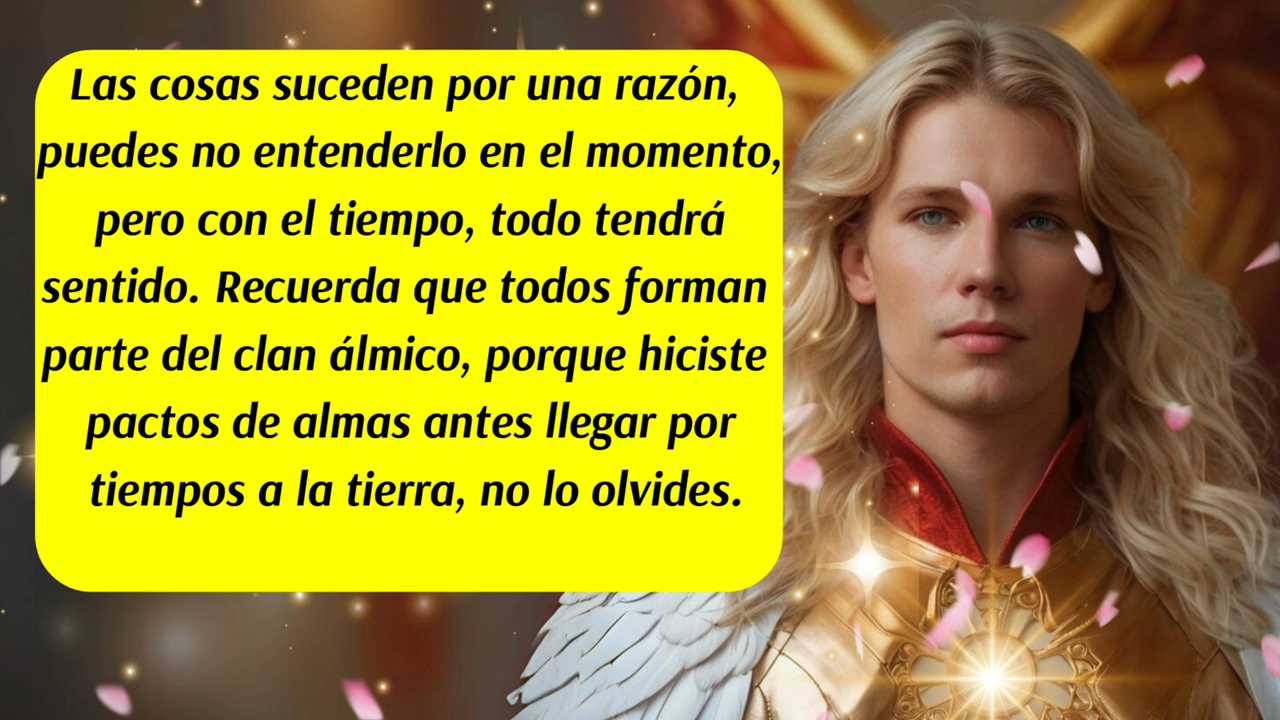 Las cosas suceden por una razón,
puedes no entenderlo en el momento,
pero con el tiempo, todo tendrá
sentido. Recuerda que todos forman
parte del clan álmico, porque hiciste
pactos de almas antes llegar por
tiempos a la tierra, no lo olvides.